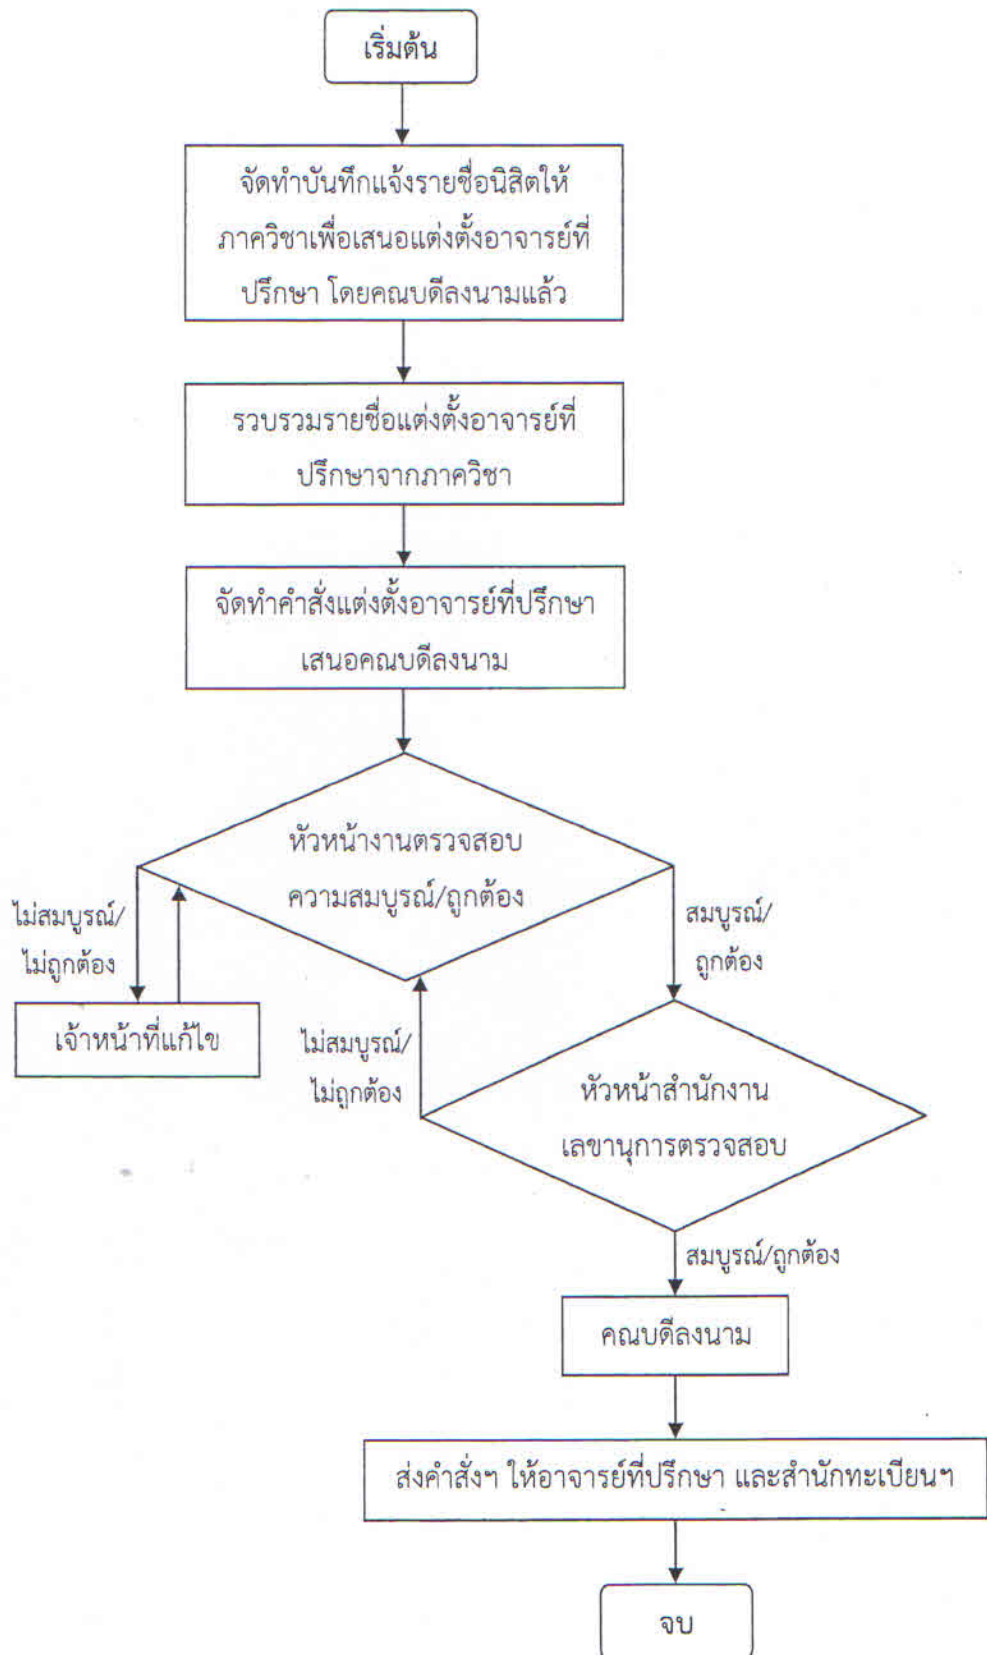 เริ่มต้น
จัดทำบันทึกแจ้งรายชื่อนิสิตให้
ภาควิชาเพื่อเสนอแต่งตั้งอาจารย์ที่
ปรึกษา โดยคณบดีลงนามแล้ว
รวบรวมรายชื่อแต่งตั้งอาจารย์ที่
ปรึกษาจากภาควิชา
จัดทำคำสั่งแต่งตั้งอาจารย์ที่ปรึกษา
เสนอคณบดีลงนาม
หัวหน้างานตรวจสอบ
ความสมบูรณ์/ถูกต้อง
ไม่สมบูรณ์/
ไม่ถูกต้อง
สมบูรณ์/
ถูกต้อง
เจ้าหน้าที่แก้ไข
ไม่สมบูรณ์/
ไม่ถูกต้อง
หัวหน้าสำนักงาน
เลขานุการตรวจสอบ
สมบูรณ์/ถูกต้อง
คณบดีลงนาม
ส่งคำสั่งฯ ให้อาจารย์ที่ปรึกษา และสำนักทะเบียนฯ
จบ